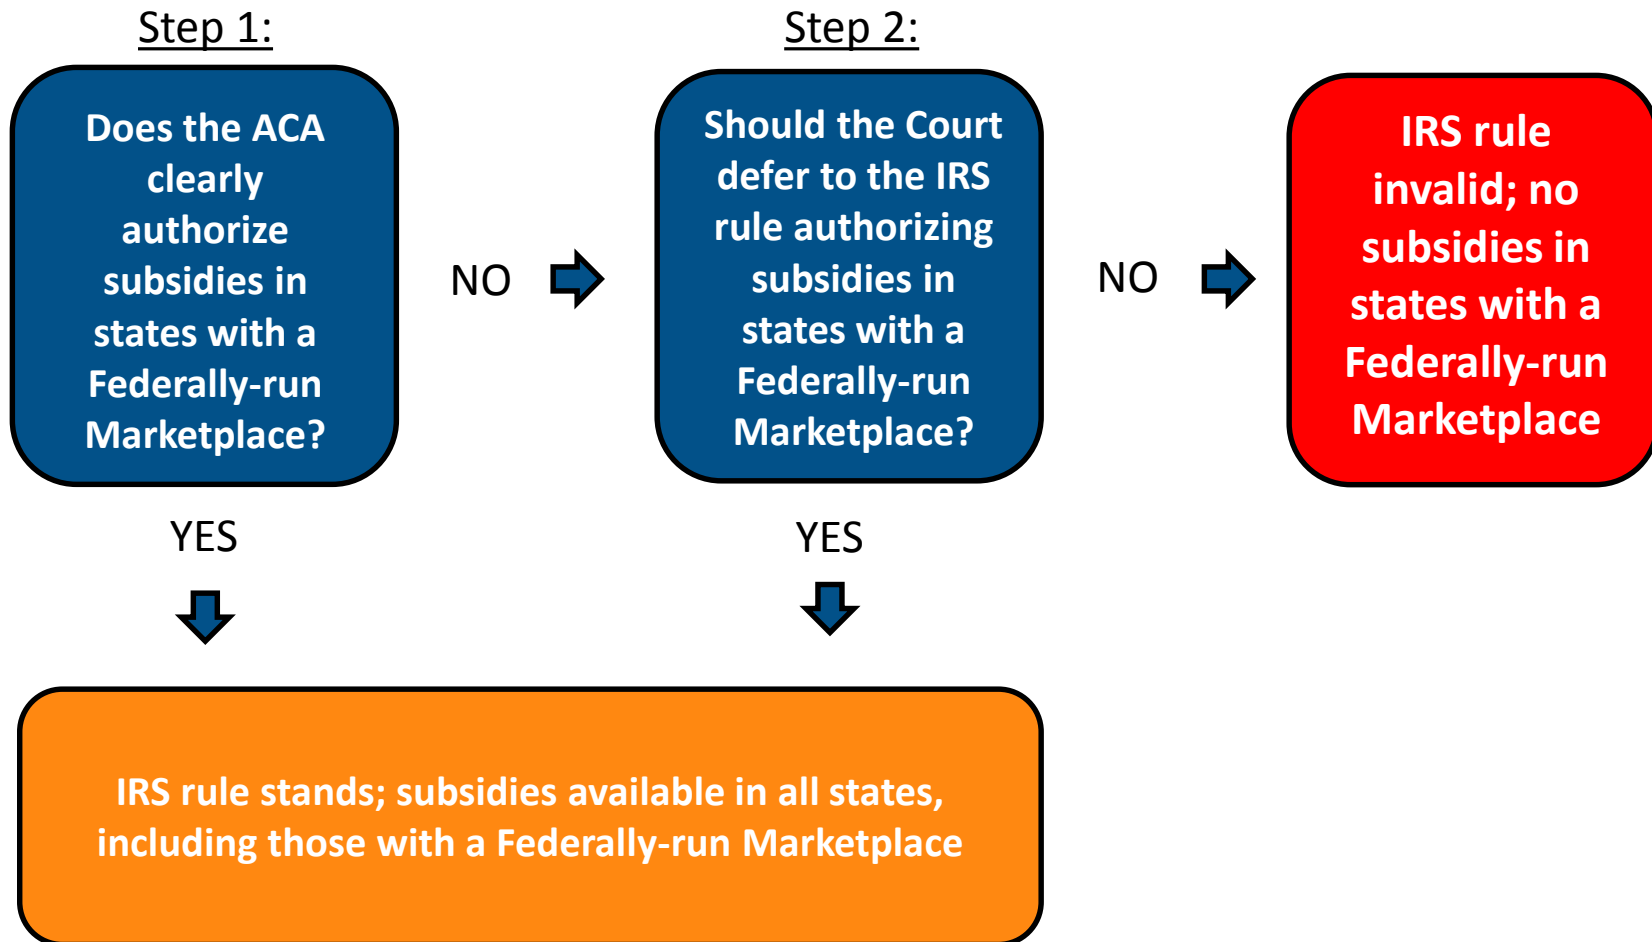 Step 1:
Does the ACA
clearly
authorize
subsidies in
states with a
Federally-run
Marketplace?
NO
YES
Step 2:
Should the Court
defer to the IRS
rule authorizing
subsidies in
states with a
Federally-run
Marketplace?
NO
YES
IRS rule
invalid; no
subsidies in
states with a
Federally-run
Marketplace
IRS rule stands; subsidies available in all states,
including those with a Federally-run Marketplace